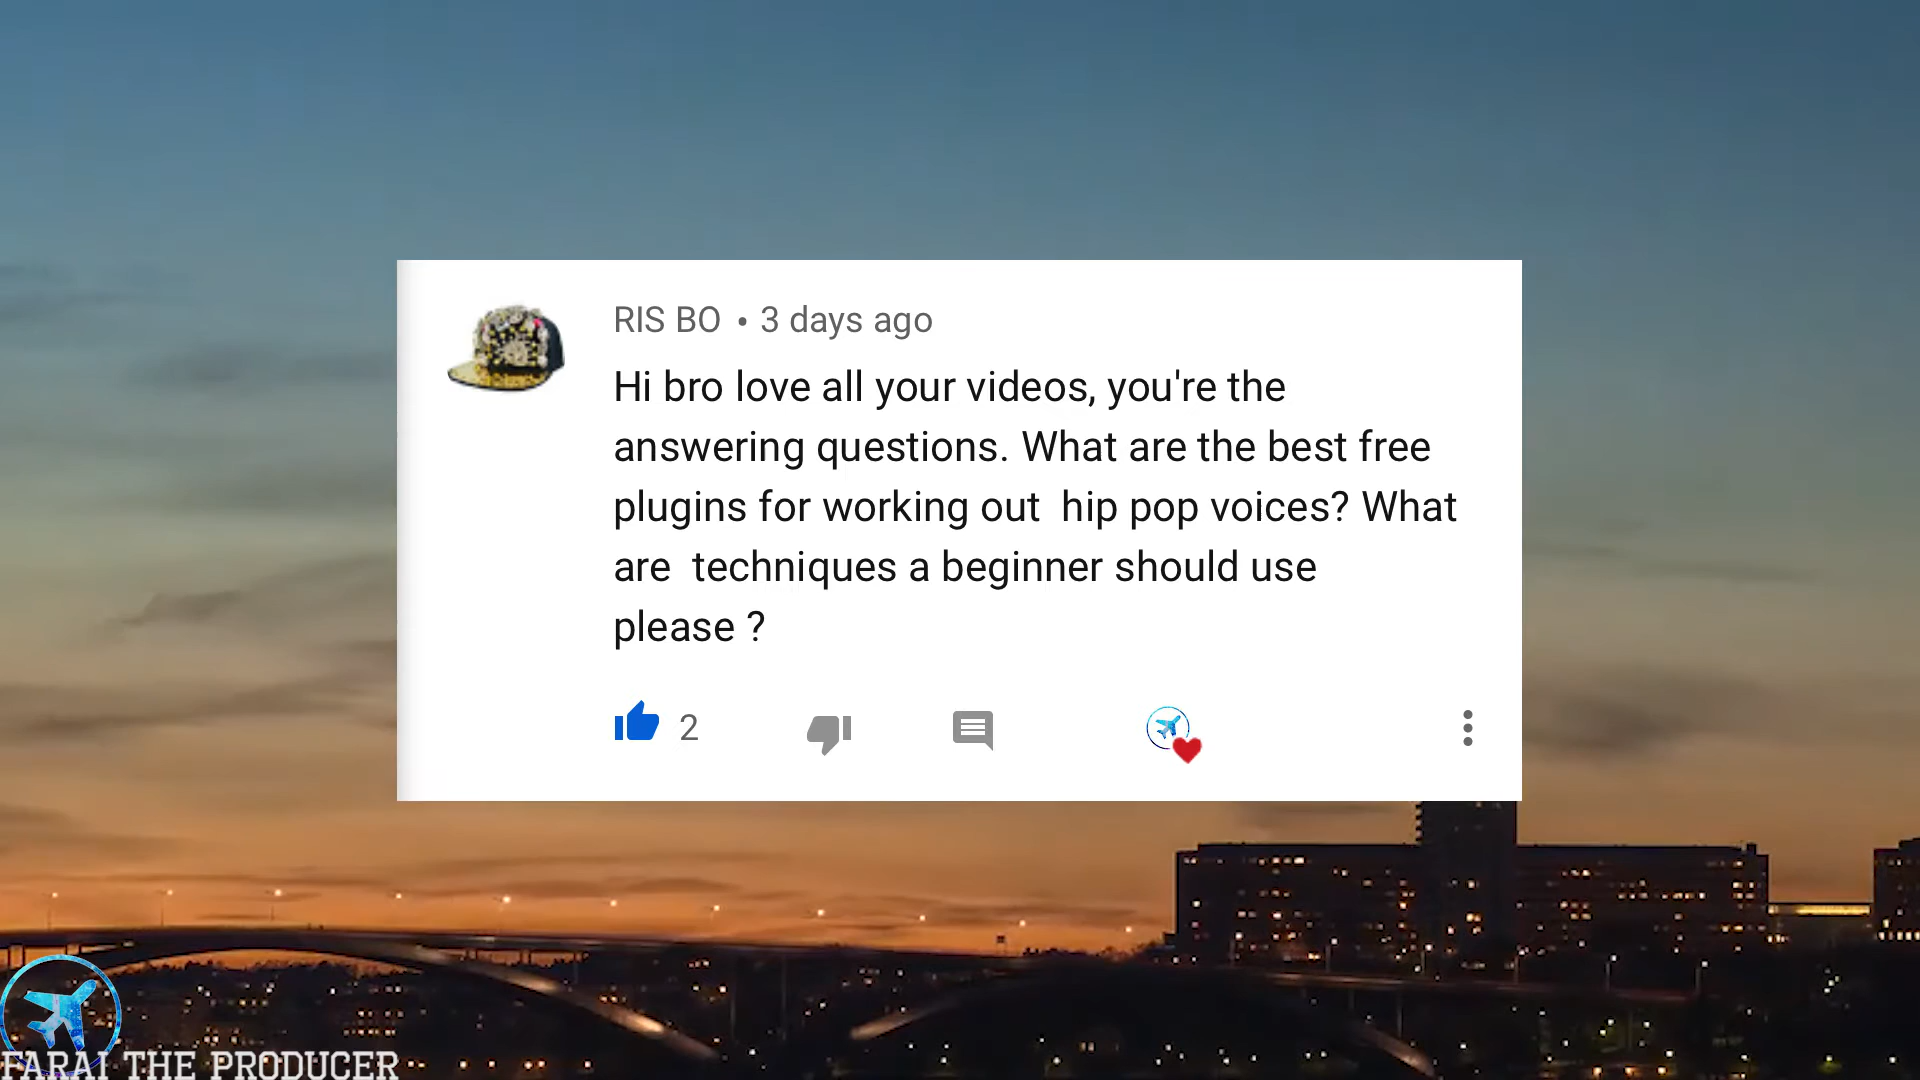 RIS BO • 3 days ago
Hi bro love all your videos, you're the
answering questions. What are the best free
plugins for working out  hip pop voices? What
are  techniques a beginner should use
please ?
2
FARAI THE PRODUCER